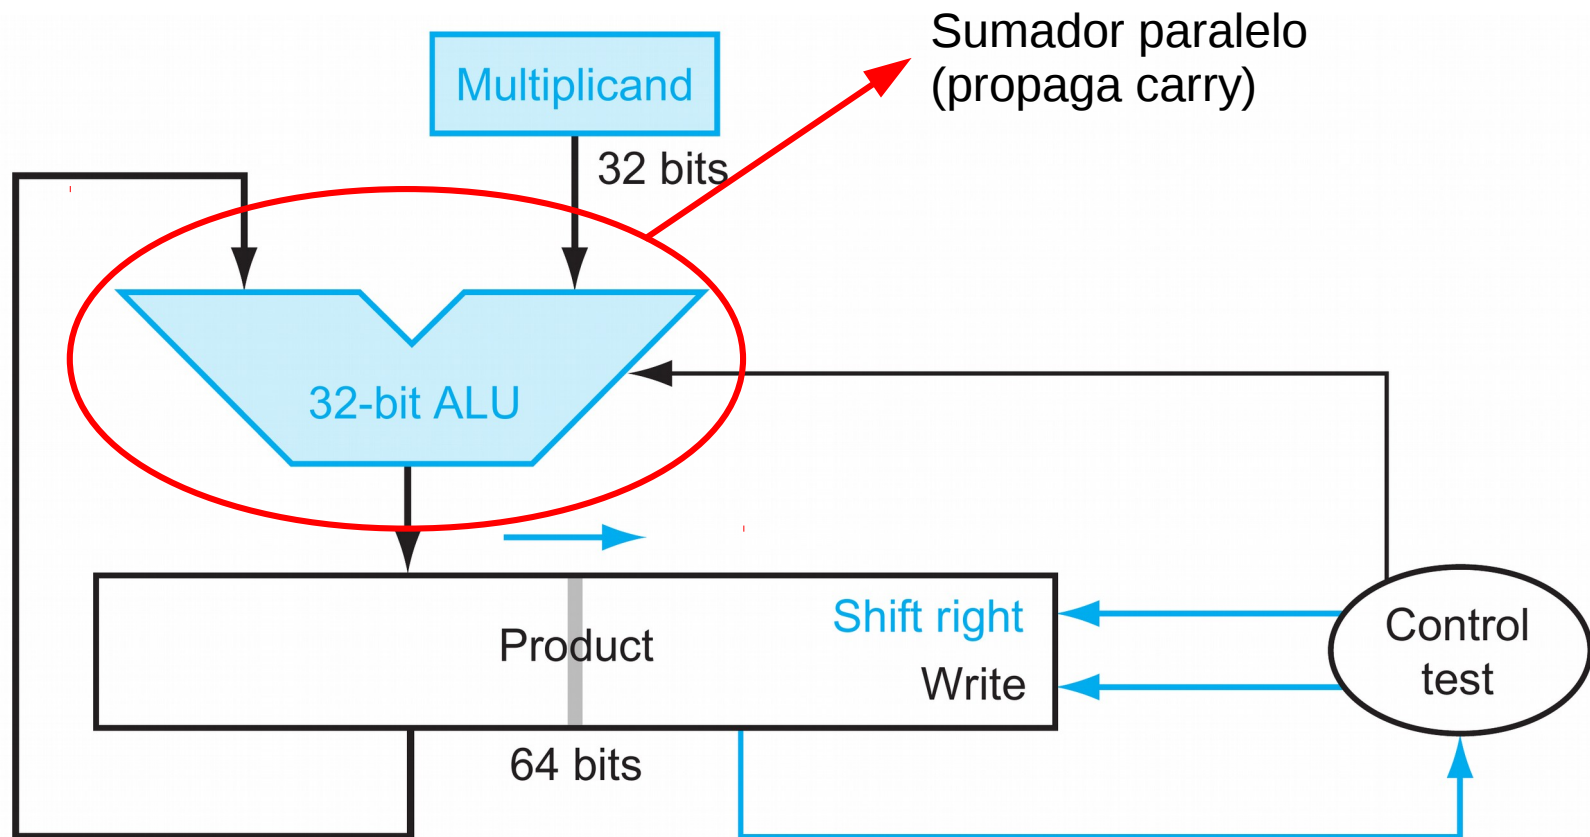 Sumador paralelo
(propaga carry)
Multiplicand
32 bits
32-bit ALU
Shift right
Product
Write
64 bits
Control
test